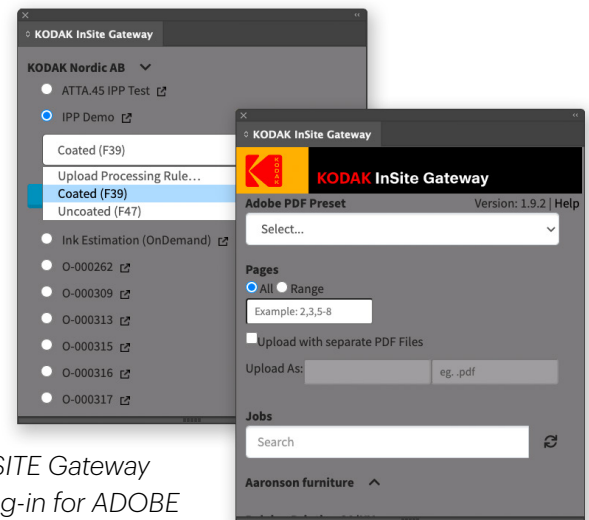 KODAK InSite Gateway
KODAK Nordic AB
ATTA.45 IPP Test
IPP Demo
Coated (F39)
Upload Processing Rule...
Coated (F39)
Uncoated (F47)
Ink Estimation (OnDemand)
O-000262
O-000309
O-000313
O-000315
O-000316
O-000317
KODAK InSite Gateway
KODAK
KODAK InSite Gateway
Adobe PDF Preset Version: 1.9.2 | Help
Select...
Pages
All Range
Example: 2,3,5-8
Upload with separate PDF Files
Upload As: eg. .pdf
Jobs
Search
Aaronson furniture
SITE Gateway
g-in for ADOBE